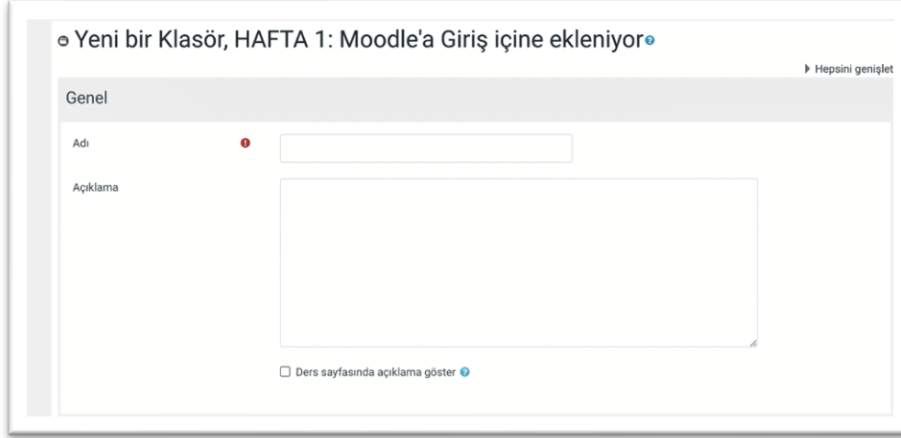 Yeni bir Klasör, HAFTA 1: Moodle'a Giriş içine ekleniyor
Hepsini genişlet
Genel
Adı
Açıklama
Ders sayfasında açıklama göster